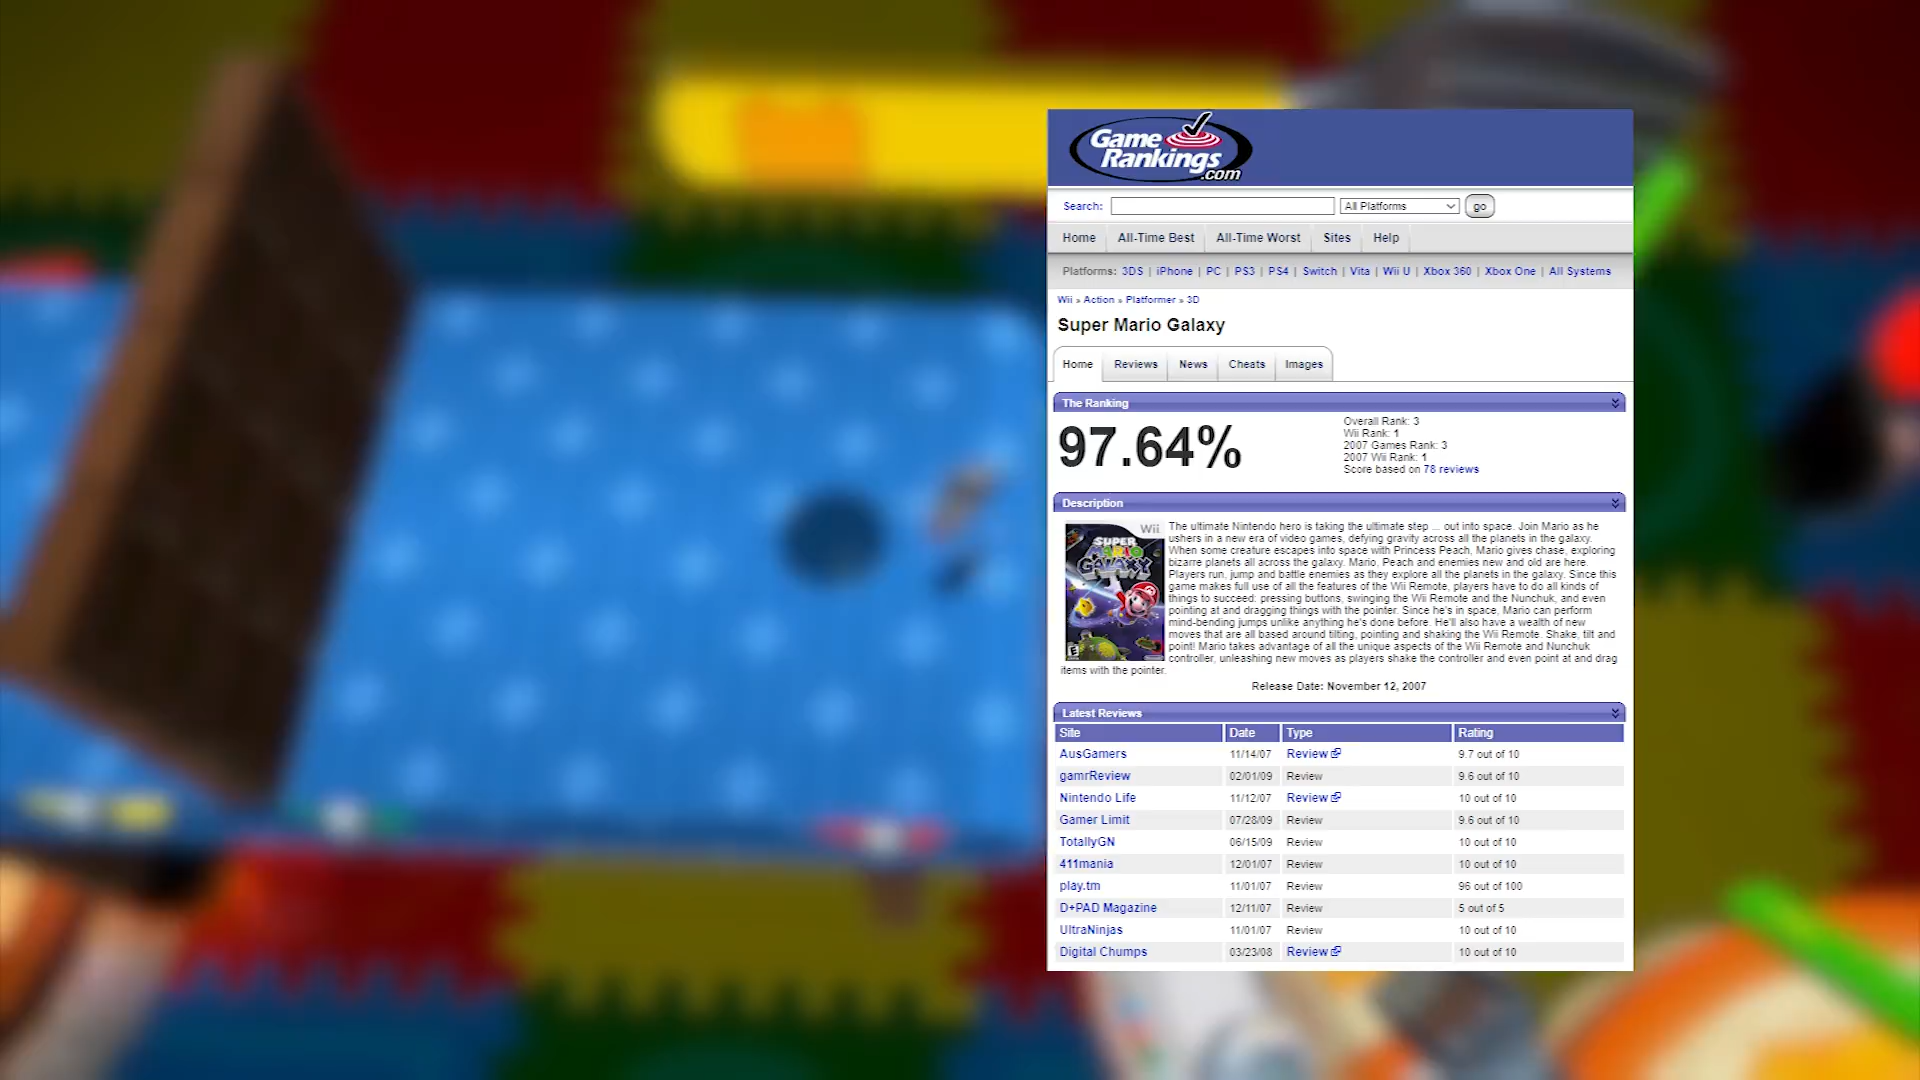 Game
Rankings
.com
Search: All Platforms go
Home All-Time Best All-Time Worst Sites Help
Platforms: 3DS | iPhone | PC | PS3 | PS4 | Switch | Vita | Wii U | Xbox 360 | Xbox One | All Systems
Wii » Action » Platformer » 3D
Super Mario Galaxy
Home Reviews News Cheats Images
The Ranking
97.64%
Overall Rank: 3
Wii Rank: 1
2007 Games Rank: 3
2007 Wii Rank: 1
Score based on 78 reviews
Description
Wii
SUPER
MARIO
GALAXY
E
The ultimate Nintendo hero is taking the ultimate step ... out into space. Join Mario as he
ushers in a new era of video games, defying gravity across all the planets in the galaxy.
When some creature escapes into space with Princess Peach, Mario gives chase, exploring
bizarre planets all across the galaxy. Mario, Peach and enemies new and old are here.
Players run, jump and battle enemies as they explore all the planets in the galaxy. Since this
game makes full use of all the features of the Wii Remote, players have to do all kinds of
things to succeed: pressing buttons, swinging the Wii Remote and the Nunchuk, and even
pointing at and dragging things with the pointer. Since he's in space, Mario can perform
mind-bending jumps unlike anything he's done before. He'll also have a wealth of new
moves that are all based around tilting, pointing and shaking the Wii Remote. Shake, tilt and
point! Mario takes advantage of all the unique aspects of the Wii Remote and Nunchuk
controller, unleashing new moves as players shake the controller and even point at and drag
items with the pointer.
Release Date: November 12, 2007
Latest Reviews
Site Date Type Rating
AusGamers 11/14/07 Review 9.7 out of 10
gamrReview 02/01/09 Review 9.6 out of 10
Nintendo Life 11/12/07 Review 10 out of 10
Gamer Limit 07/28/09 Review 9.6 out of 10
TotallyGN 06/15/09 Review 10 out of 10
411mania 12/01/07 Review 10 out of 10
play.tm 11/01/07 Review 96 out of 100
D+PAD Magazine 12/11/07 Review 5 out of 5
UltraNinjas 11/01/07 Review 10 out of 10
Digital Chumps 03/23/08 Review 10 out of 10